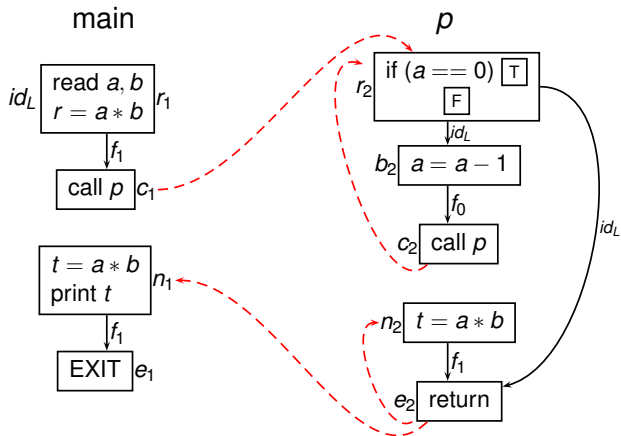 main
p
read a, b
r = a ∗ b
id_L
r_1
f_1
call p
c_1
t = a ∗ b
print t
n_1
f_1
EXIT
e_1
if (a == 0) T
F
r_2
id_L
b_2
a = a − 1
f_0
c_2
call p
id_L
n_2
t = a ∗ b
f_1
e_2
return